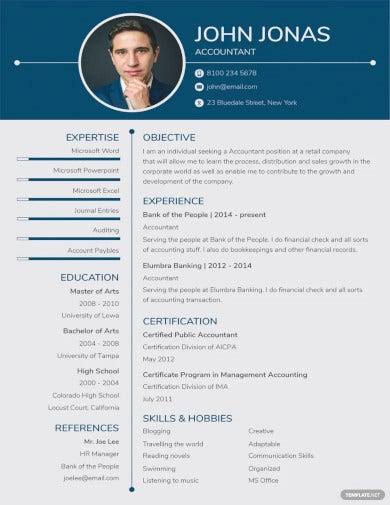 JOHN JONAS
ACCOUNTANT
8100 234 5678
john@email.com
23 Bluedale Street, New York
EXPERTISE
Microsoft Word
Microsoft Powerpoint
Microsoft Excel
Journal Entries
Auditing
Account Paybles
EDUCATION
Master of Arts
2008 - 2010
University of Lowa
Bachelor of Arts
2004 - 2008
University of Tampa
High School
2000 - 2004
Colorado High School
Locust Court, California
REFERENCES
Mr. Joe Lee
HR Manager
Bank of the People
joelee@email.com
OBJECTIVE
I am an individual seeking a Accountant position at a retail company
that will allow me to learn the process, distribution and sales growth in the
corporate world as well as enable me to contribute to the growth and
development of the company.
EXPERIENCE
Bank of the People | 2014 - present
Accountant
Serving the people at Bank of the People. I do financial check and all sorts
of accounting stuff. I also do bookkeepings and other financial records.
Elumbra Banking | 2012 - 2014
Accountant
Serving the people at Elumbra Banking. I do financial check and all sorts
of accounting transaction.
CERTIFICATION
Certified Public Accountant
Certification Division of AICPA
May 2012
Certificate Program in Management Accounting
Certification Division of IMA
July 2011
SKILLS & HOBBIES
Blogging Creative
Travelling the world Adaptable
Reading novels Communication Skills
Swimming Organized
Listening to music MS Office
TEMPLATE.NET